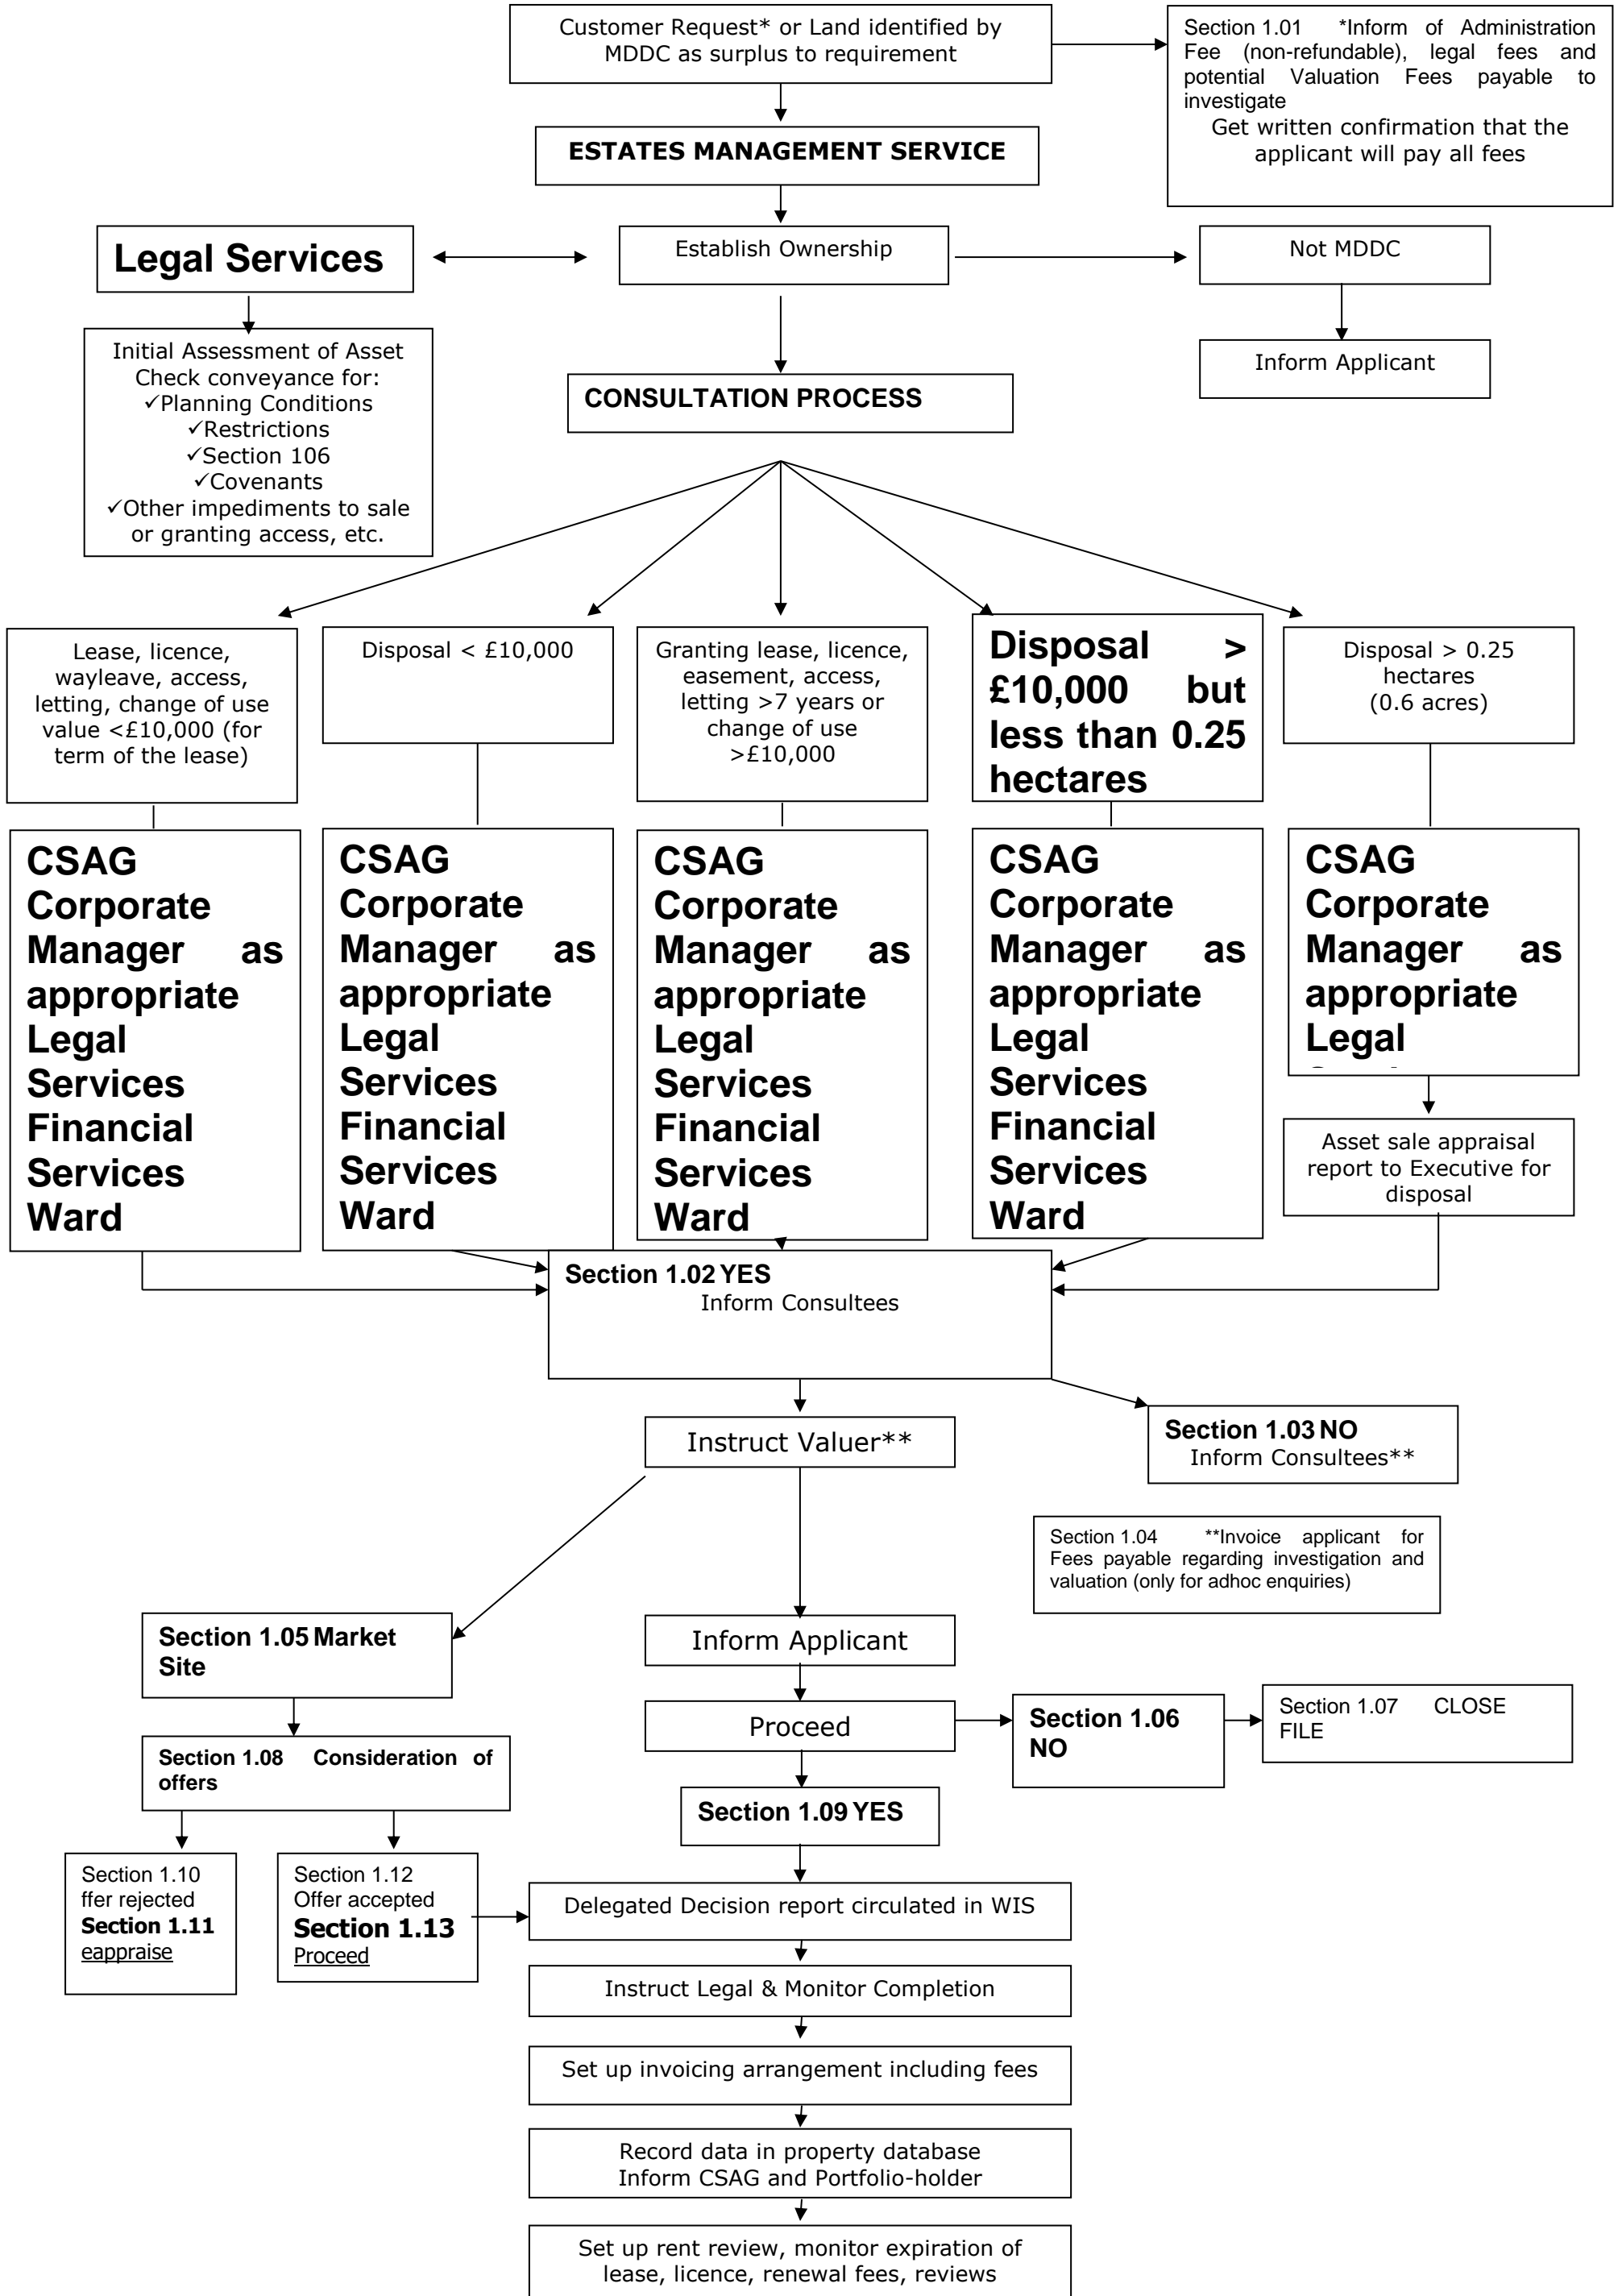 Customer Request* or Land identified by
MDDC as surplus to requirement
Section 1.01 *Inform of Administration
Fee (non-refundable), legal fees and
potential Valuation Fees payable to
investigate
Get written confirmation that the
applicant will pay all fees
ESTATES MANAGEMENT SERVICE
Legal Services
Establish Ownership
Not MDDC
Initial Assessment of Asset
Check conveyance for:
✓Planning Conditions
✓Restrictions
✓Section 106
✓Covenants
✓Other impediments to sale
or granting access, etc.
Inform Applicant
CONSULTATION PROCESS
Lease, licence,
wayleave, access,
letting, change of use
value <£10,000 (for
term of the lease)
Disposal < £10,000
Granting lease, licence,
easement, access,
letting >7 years or
change of use
>£10,000
Disposal >
£10,000 but
less than 0.25
hectares
Disposal > 0.25
hectares
(0.6 acres)
CSAG
Corporate
Manager as
appropriate
Legal
Services
Financial
Services
Ward
CSAG
Corporate
Manager as
appropriate
Legal
Services
Financial
Services
Ward
CSAG
Corporate
Manager as
appropriate
Legal
Services
Financial
Services
Ward
CSAG
Corporate
Manager as
appropriate
Legal
Services
Financial
Services
Ward
CSAG
Corporate
Manager as
appropriate
Legal
Asset sale appraisal
report to Executive for
disposal
Section 1.02 YES
Inform Consultees
Instruct Valuer**
Section 1.03 NO
Inform Consultees**
Section 1.04 **Invoice applicant for
Fees payable regarding investigation and
valuation (only for adhoc enquiries)
Section 1.05 Market
Site
Inform Applicant
Proceed
Section 1.06
NO
Section 1.07 CLOSE
FILE
Section 1.08 Consideration of
offers
Section 1.09 YES
Section 1.10
ffer rejected
Section 1.11
eappraise
Section 1.12
Offer accepted
Section 1.13
Proceed
Delegated Decision report circulated in WIS
Instruct Legal & Monitor Completion
Set up invoicing arrangement including fees
Record data in property database
Inform CSAG and Portfolio-holder
Set up rent review, monitor expiration of
lease, licence, renewal fees, reviews